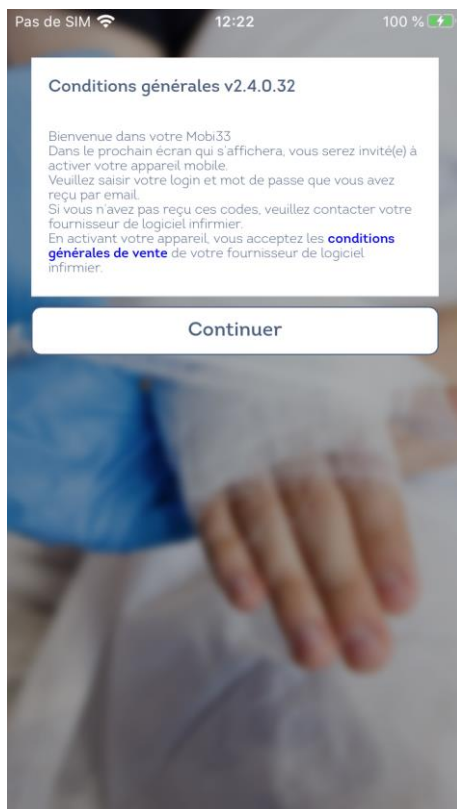 Pas de SIM 12:22 100 %
Conditions générales v2.4.0.32
Bienvenue dans votre Mobi33
Dans le prochain écran qui s'affichera, vous serez invité(e) à
activer votre appareil mobile.
Veuillez saisir votre login et mot de passe que vous avez
reçu par email.
Si vous n'avez pas reçu ces codes, veuillez contacter votre
fournisseur de logiciel infirmier.
En activant votre appareil, vous acceptez les conditions
générales de vente de votre fournisseur de logiciel
infirmier.
Continuer